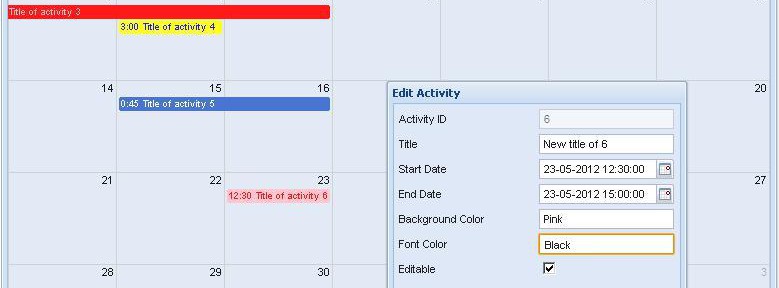 Title of activity 3
3:00 Title of activity 4
14 15 16 20
0:45 Title of activity 5
21 22 23 27
12:30 Title of activity 6
28 29 30 3
Edit Activity
Activity ID 6
Title New title of 6
Start Date 23-05-2012 12:30:00
End Date 23-05-2012 15:00:00
Background Color Pink
Font Color Black
Editable